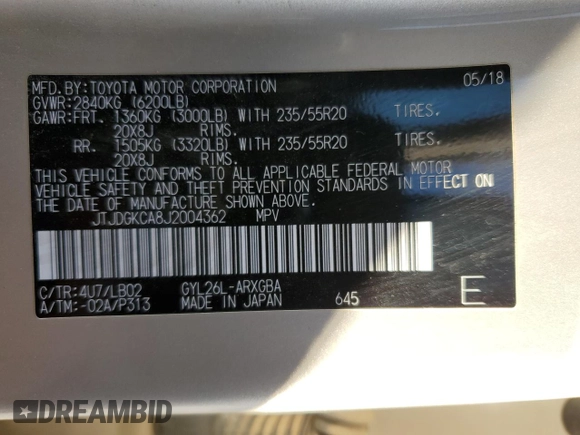 MFD.BY:TOYOTA MOTOR CORPORATION 05/18
GVWR:2840KG (6200LB)
GAWR:FRT. 1360KG (3000LB) WITH 235/55R20 TIRES.
20X8J RIMS.
RR. 1505KG (3320LB) WITH 235/55R20 TIRES.
20X8J RIMS.
THIS VEHICLE CONFORMS TO ALL APPLICABLE FEDERAL MOTOR
VEHICLE SAFETY AND THEFT PREVENTION STANDARDS IN EFFECT ON
THE DATE OF MANUFACTURE SHOWN ABOVE.
JTJDGKCA8J2004362 MPV
C/TR:4U7/LB02 GYL26L-ARXGBA
A/TM:-02A/P313 MADE IN JAPAN 645 E
DREAMBID